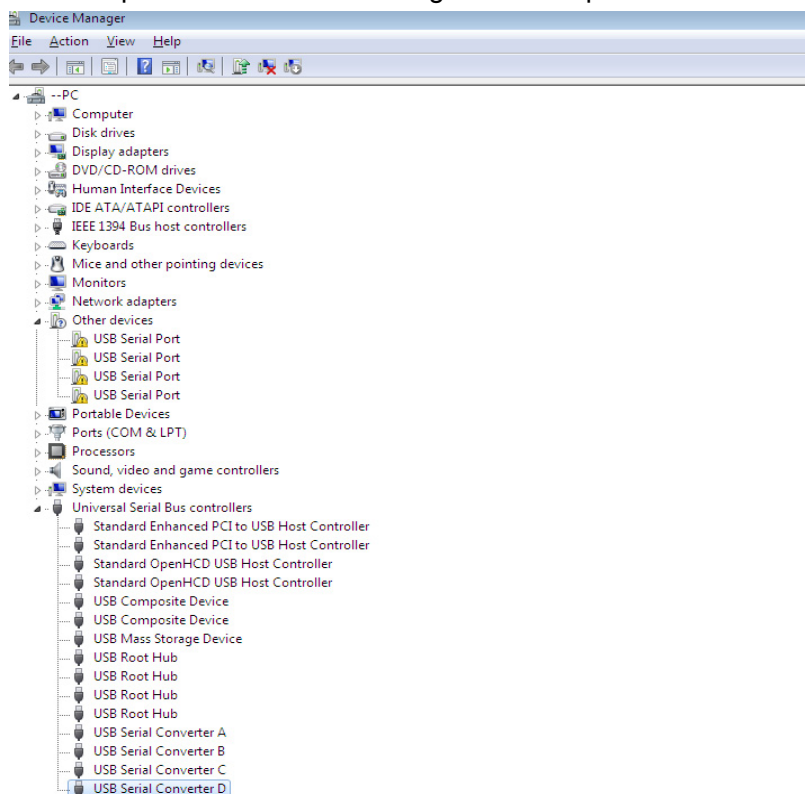 Device Manager
File Action View Help
--PC
Computer
Disk drives
Display adapters
DVD/CD-ROM drives
Human Interface Devices
IDE ATA/ATAPI controllers
IEEE 1394 Bus host controllers
Keyboards
Mice and other pointing devices
Monitors
Network adapters
Other devices
USB Serial Port
USB Serial Port
USB Serial Port
USB Serial Port
Portable Devices
Ports (COM & LPT)
Processors
Sound, video and game controllers
System devices
Universal Serial Bus controllers
Standard Enhanced PCI to USB Host Controller
Standard Enhanced PCI to USB Host Controller
Standard OpenHCD USB Host Controller
Standard OpenHCD USB Host Controller
USB Composite Device
USB Composite Device
USB Mass Storage Device
USB Root Hub
USB Root Hub
USB Root Hub
USB Root Hub
USB Serial Converter A
USB Serial Converter B
USB Serial Converter C
USB Serial Converter D